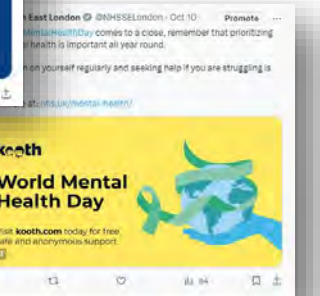 East London @NHSSELondon · Oct 10 Promote ...
MentalHealthDay comes to a close, remember that prioritizing
health is important all year round.
on yourself regularly and seeking help if you are struggling is
at: nhs.uk/mental-health/
kooth
World Mental
Health Day
Visit kooth.com today for free
safe and anonymous support
84